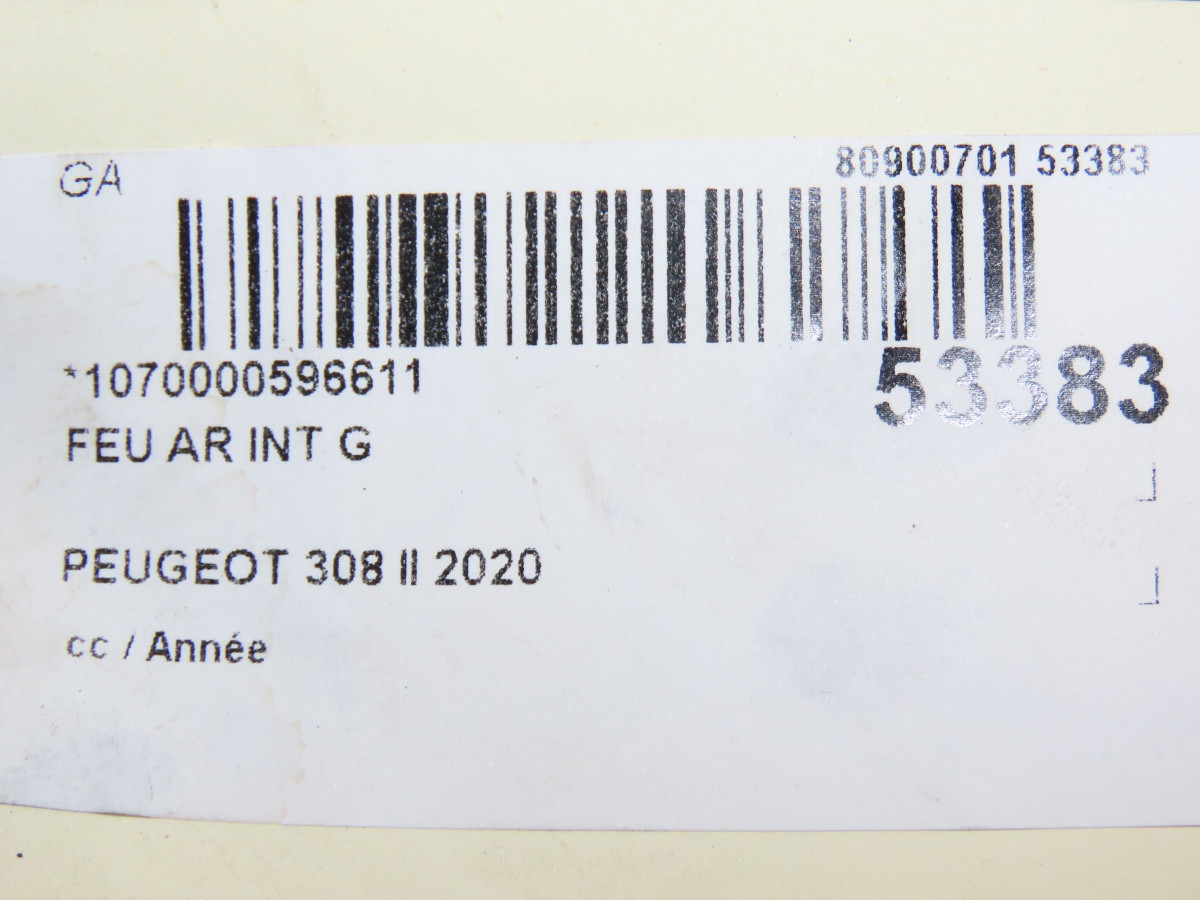 GA
80900701 53383
*1070000596611
53383
FEU AR INT G
PEUGEOT 308 II 2020
cc / Année